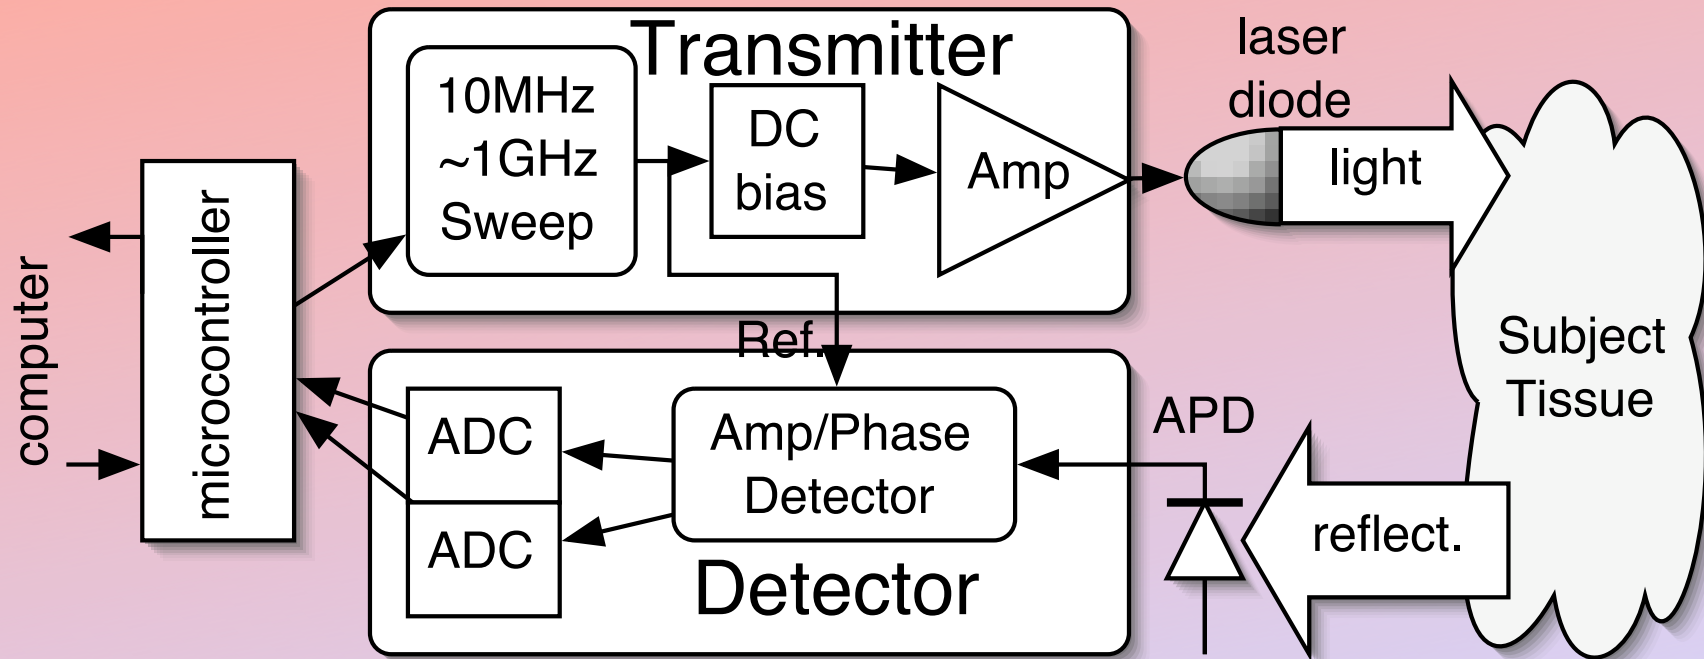 Transmitter
10MHz
~1GHz
Sweep
DC
bias
Amp
laser
diode
light
computer
microcontroller
Ref.
Subject
Tissue
ADC
ADC
Amp/Phase
Detector
APD
reflect.
Detector